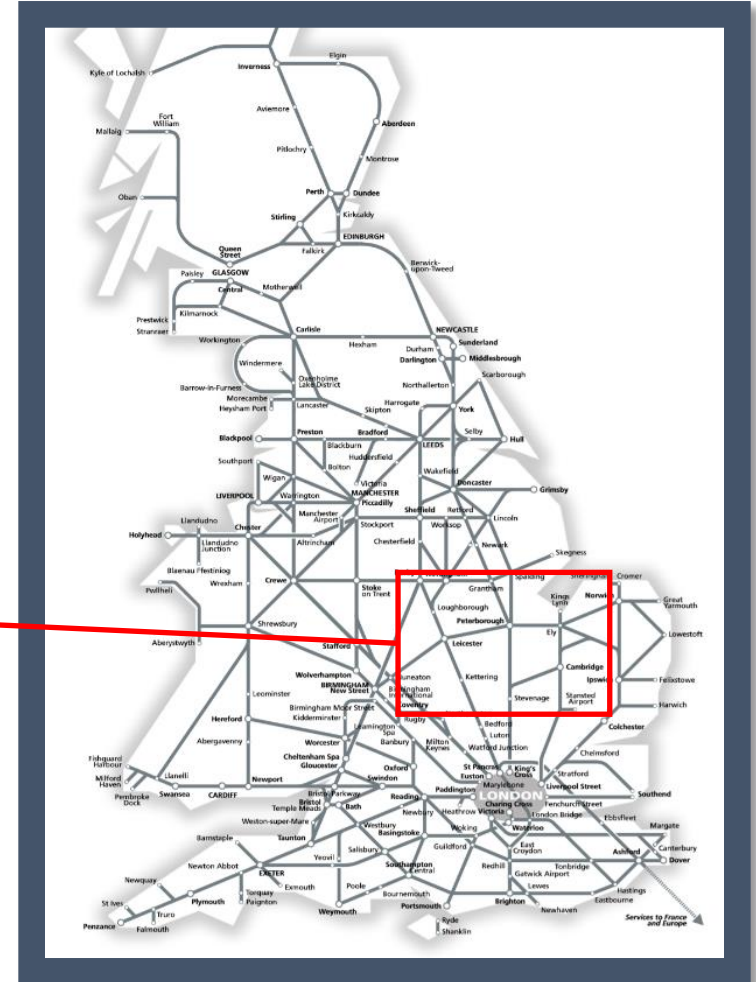 Elgin
Inverness
Kyle of Lochalsh
Aviemore
Fort
William
Mallaig
Aberdeen
Pitlochry
Montrose
Oban
Perth
Dundee
Stirling
Kirkcaldy
Queen
Street
EDINBURGH
Falkirk
GLASGOW
Paisley
Central
Motherwell
Berwick-
upon-Tweed
Prestwick
Kilmarnock
Stranraer
Carlisle
NEWCASTLE
Workington
Hexham
Sunderland
Durham
Darlington
Middlesbrough
Windermere
Scarborough
Oxenholme
Lake District
Barrow-in-Furness
Northallerton
Morecambe
Lancaster
Harrogate
Heysham Port
Skipton
York
Blackpool
Preston
Bradford
LEEDS
Selby
Hull
Blackburn
Southport
Huddersfield
Bolton
Wakefield
Wigan
Victoria
Doncaster
LIVERPOOL
Warrington
MANCHESTER
Piccadilly
Grimsby
Manchester
Airport
Sheffield
Retford
Llandudno
Chester
Stockport
Worksop
Lincoln
Holyhead
Llandudno
Junction
Altrincham
Chesterfield
Newark
Skegness
Blaenau Ffestiniog
Wrexham
Crewe
Stoke
on Trent
Grantham
Spalding
Sheringham
Cromer
Pwllheli
Loughborough
Kings
Lynn
Norwich
Great
Yarmouth
Peterborough
Shrewsbury
Ely
Lowestoft
Aberystwyth
Stafford
Leicester
Cambridge
Wolverhampton
Nuneaton
Kettering
Ipswich
Felixstowe
BIRMINGHAM
New Street
Birmingham
International
Stansted
Airport
Leominster
Coventry
Stevenage
Harwich
Birmingham Moor Street
Kidderminster
Rugby
Bedford
Colchester
Hereford
Leamington
Spa
Luton
Abergavenny
Worcester
Banbury
Milton
Keynes
Watford Junction
Chelmsford
Fishguard
Harbour
Cheltenham Spa
Gloucester
Oxford
St Pancras
King's
Cross
Euston
Stratford
Milford
Haven
Llanelli
Newport
Swindon
Marylebone
Liverpool Street
Pembroke
Dock
Swansea
CARDIFF
Bristol Parkway
Paddington
LONDON
Southend
Bristol
Temple Meads
Bath
Reading
Charing Cross
Fenchurch Street
Newbury
Heathrow
Victoria
London Bridge
Ebbsfleet
Weston-super-Mare
Westbury
Waterloo
Margate
Barnstaple
Taunton
Basingstoke
Woking
East
Croydon
Canterbury
Salisbury
Guildford
Ashford
Dover
Newton Abbot
Yeovil
Southampton
Central
Redhill
Tonbridge
Gatwick Airport
EXETER
Newquay
Exmouth
Poole
Lewes
Hastings
Torquay
Paignton
Bournemouth
Eastbourne
St Ives
Plymouth
Weymouth
Portsmouth
Brighton
Newhaven
Truro
Penzance
Falmouth
Ryde
Shanklin
Services to France
and Europe